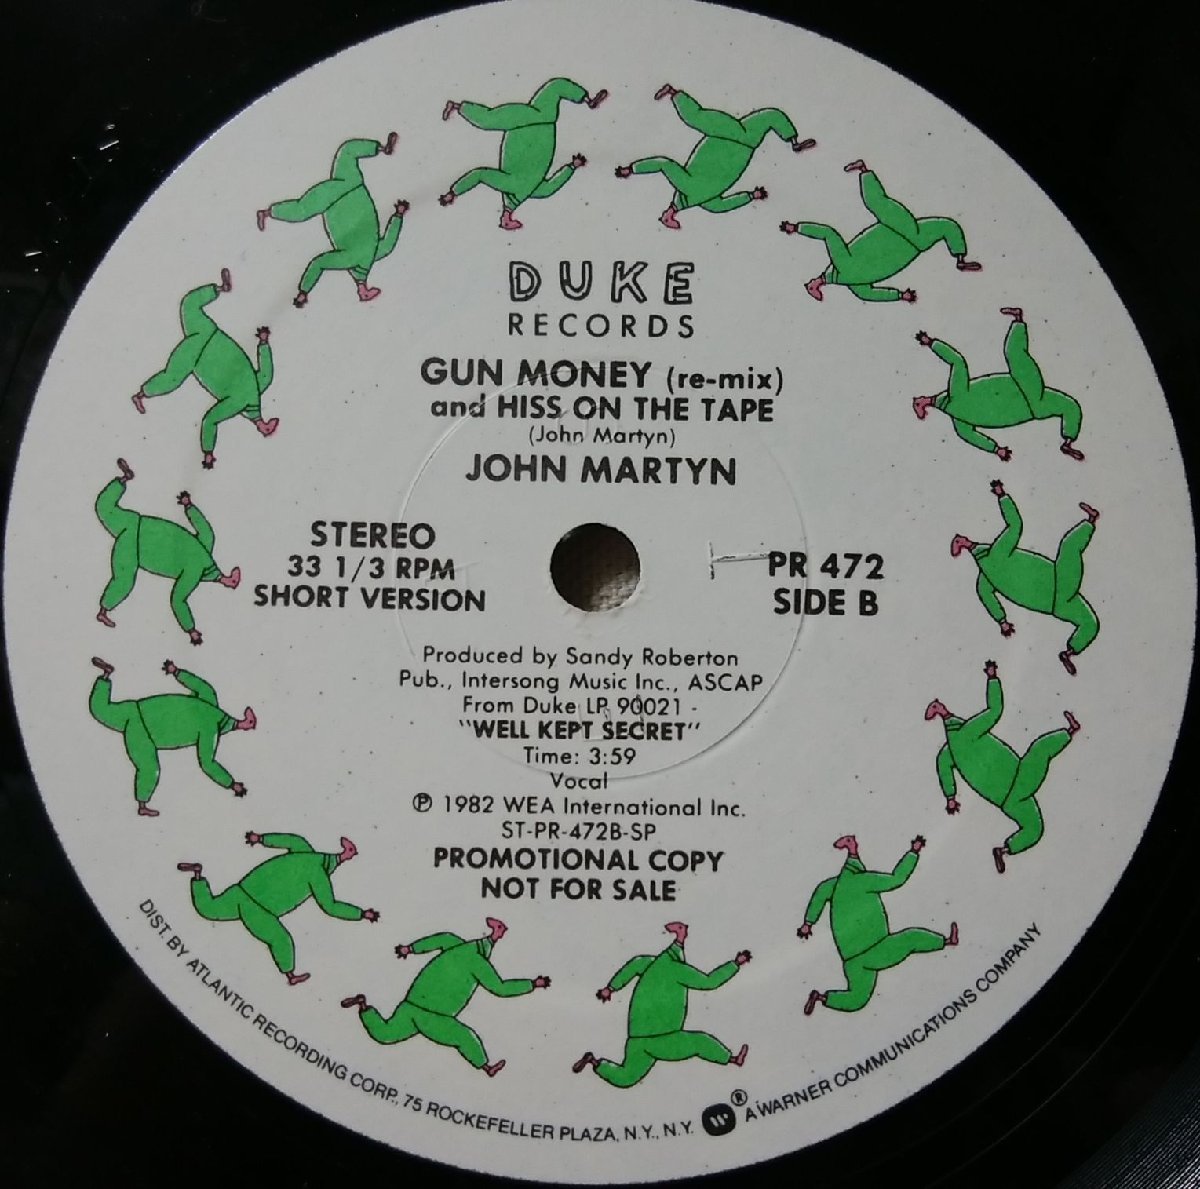 DUKE
RECORDS
GUN MONEY (re-mix)
and HISS ON THE TAPE
(John Martyn)
JOHN MARTYN
STEREO
33 1/3 RPM
SHORT VERSION
PR 472
SIDE B
Produced by Sandy Roberton
Pub., Intersong Music Inc., ASCAP
From Duke LP 90021 -
"WELL KEPT SECRET"
Time: 3:59
Vocal
℗ 1982 WEA International Inc.
ST-PR-472B-SP
PROMOTIONAL COPY
NOT FOR SALE
DIST. BY ATLANTIC RECORDING CORP., 75 ROCKEFELLER PLAZA, N.Y., N.Y. ® A WARNER COMMUNICATIONS COMPANY